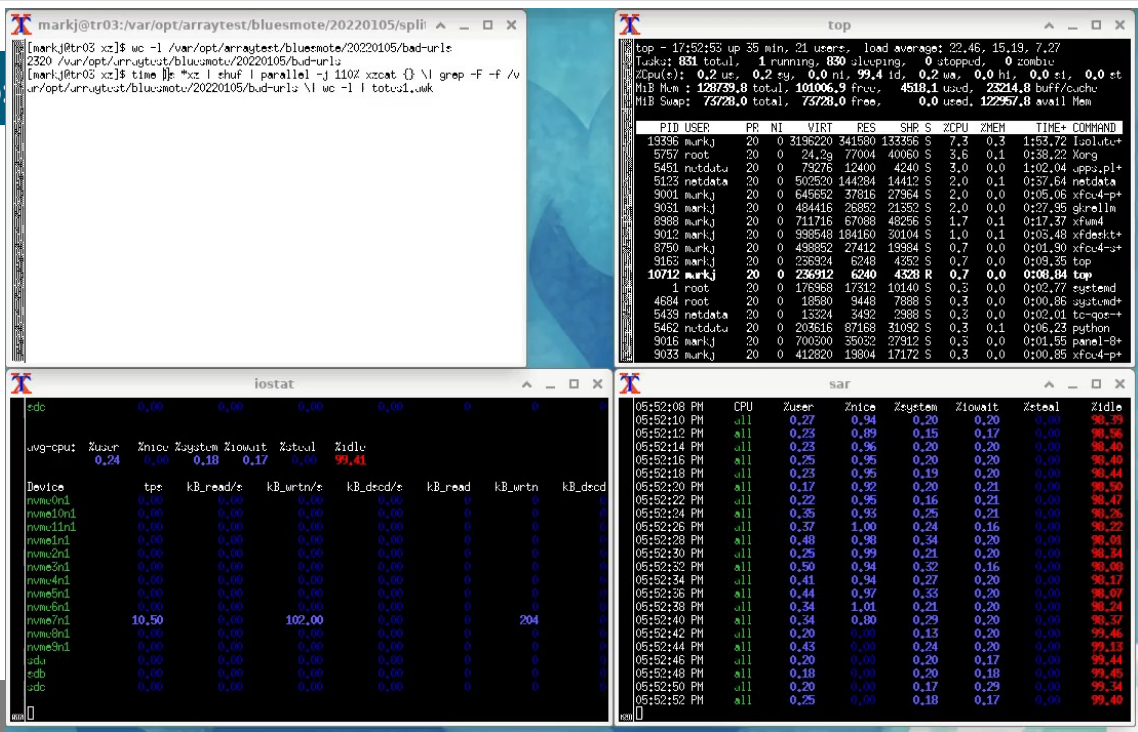 markj@tr03:/var/opt/arraytest/bluesmote/20220105/split
[markj@tr03 xz]$ wc -l /var/opt/arraytest/bluesmote/20220105/bad-urls
2320 /var/opt/arraytest/bluesmote/20220105/bad-urls
[markj@tr03 xz]$ time ls *xz | shuf | parallel -j 110% xzcat {} \| grep -F -f /v
ar/opt/arraytest/bluesmote/20220105/bad-urls \| wc -l | totes1.awk
top
top - 17:52:53 up 35 min, 21 users, load average: 22.46, 15.19, 7.27
Tasks: 831 total, 1 running, 830 sleeping, 0 stopped, 0 zombie
%Cpu(s): 0.2 us, 0.2 sy, 0.0 ni, 99.4 id, 0.2 wa, 0.0 hi, 0.0 si, 0.0 st
MiB Mem : 128739.8 total, 101006.9 free, 4518.1 used, 23214.8 buff/cache
MiB Swap: 73728.0 total, 73728.0 free, 0.0 used. 122957.8 avail Mem
PID USER PR NI VIRT RES SHR S %CPU %MEM TIME+ COMMAND
19396 markj 20 0 3196220 341580 133356 S 7.3 0.3 1:53.72 Isolate+
5757 root 20 0 24.2g 77004 40060 S 3.6 0.1 0:38.22 Xorg
5451 netdata 20 0 79276 12400 4240 S 3.0 0.0 1:02.04 apps.pl+
5123 netdata 20 0 502520 144284 14412 S 2.0 0.1 0:37.64 netdata
9001 markj 20 0 645652 37816 27964 S 2.0 0.0 0:05.06 xfce4-p+
9031 markj 20 0 484416 26852 21352 S 2.0 0.0 0:27.95 gkrellm
8988 markj 20 0 711716 67088 48256 S 1.7 0.1 0:17.37 xfwm4
9012 markj 20 0 998548 184160 30104 S 1.0 0.1 0:03.48 xfdeskt+
8750 markj 20 0 498852 27412 19984 S 0.7 0.0 0:01.90 xfce4-s+
9163 markj 20 0 236924 6248 4352 S 0.7 0.0 0:09.35 top
10712 markj 20 0 236912 6240 4328 R 0.7 0.0 0:08.84 top
1 root 20 0 176968 17312 10140 S 0.3 0.0 0:02.77 systemd
4684 root 20 0 18580 9448 7888 S 0.3 0.0 0:00.86 systemd+
5439 netdata 20 0 13324 3492 2988 S 0.3 0.0 0:02.01 tc-qos-+
5462 netdata 20 0 203616 87168 31092 S 0.3 0.1 0:06.23 python
9016 markj 20 0 700300 35032 27912 S 0.3 0.0 0:01.55 panel-8+
9033 markj 20 0 412820 19804 17172 S 0.3 0.0 0:00.85 xfce4-p+
iostat
sdc 0.00 0.00 0.00 0.00 0 0 0
avg-cpu: %user %nice %system %iowait %steal %idle
0.24 0.00 0.18 0.17 0.00 99.41
Device tps kB_read/s kB_wrtn/s kB_dscd/s kB_read kB_wrtn kB_dscd
nvme0n1 0.00 0.00 0.00 0.00 0 0 0
nvme10n1 0.00 0.00 0.00 0.00 0 0 0
nvme11n1 0.00 0.00 0.00 0.00 0 0 0
nvme1n1 0.00 0.00 0.00 0.00 0 0 0
nvme2n1 0.00 0.00 0.00 0.00 0 0 0
nvme3n1 0.00 0.00 0.00 0.00 0 0 0
nvme4n1 0.00 0.00 0.00 0.00 0 0 0
nvme5n1 0.00 0.00 0.00 0.00 0 0 0
nvme6n1 0.00 0.00 0.00 0.00 0 0 0
nvme7n1 10.50 0.00 102.00 0.00 0 204 0
nvme8n1 0.00 0.00 0.00 0.00 0 0 0
nvme9n1 0.00 0.00 0.00 0.00 0 0 0
sda 0.00 0.00 0.00 0.00 0 0 0
sdb 0.00 0.00 0.00 0.00 0 0 0
sdc 0.00 0.00 0.00 0.00 0 0 0
sar
05:52:08 PM CPU %user %nice %system %iowait %steal %idle
05:52:10 PM all 0.27 0.94 0.20 0.20 0.00 98.39
05:52:12 PM all 0.23 0.89 0.15 0.17 0.00 98.56
05:52:14 PM all 0.23 0.96 0.20 0.20 0.00 98.40
05:52:16 PM all 0.25 0.95 0.20 0.20 0.00 98.40
05:52:18 PM all 0.23 0.95 0.19 0.20 0.00 98.44
05:52:20 PM all 0.17 0.92 0.20 0.21 0.00 98.50
05:52:22 PM all 0.22 0.95 0.16 0.21 0.00 98.47
05:52:24 PM all 0.35 0.93 0.25 0.21 0.00 98.26
05:52:26 PM all 0.37 1.00 0.24 0.16 0.00 98.22
05:52:28 PM all 0.48 0.98 0.34 0.20 0.00 98.01
05:52:30 PM all 0.25 0.99 0.21 0.20 0.00 98.34
05:52:32 PM all 0.50 0.94 0.32 0.16 0.00 98.08
05:52:34 PM all 0.41 0.94 0.27 0.20 0.00 98.17
05:52:36 PM all 0.44 0.97 0.33 0.20 0.00 98.07
05:52:38 PM all 0.34 1.01 0.21 0.20 0.00 98.24
05:52:40 PM all 0.34 0.80 0.29 0.20 0.00 98.37
05:52:42 PM all 0.20 0.00 0.13 0.20 0.00 99.46
05:52:44 PM all 0.43 0.00 0.24 0.20 0.00 99.13
05:52:46 PM all 0.20 0.00 0.20 0.17 0.00 99.44
05:52:48 PM all 0.18 0.00 0.20 0.18 0.00 99.45
05:52:50 PM all 0.20 0.00 0.17 0.29 0.00 99.34
05:52:52 PM all 0.25 0.00 0.18 0.17 0.00 99.40